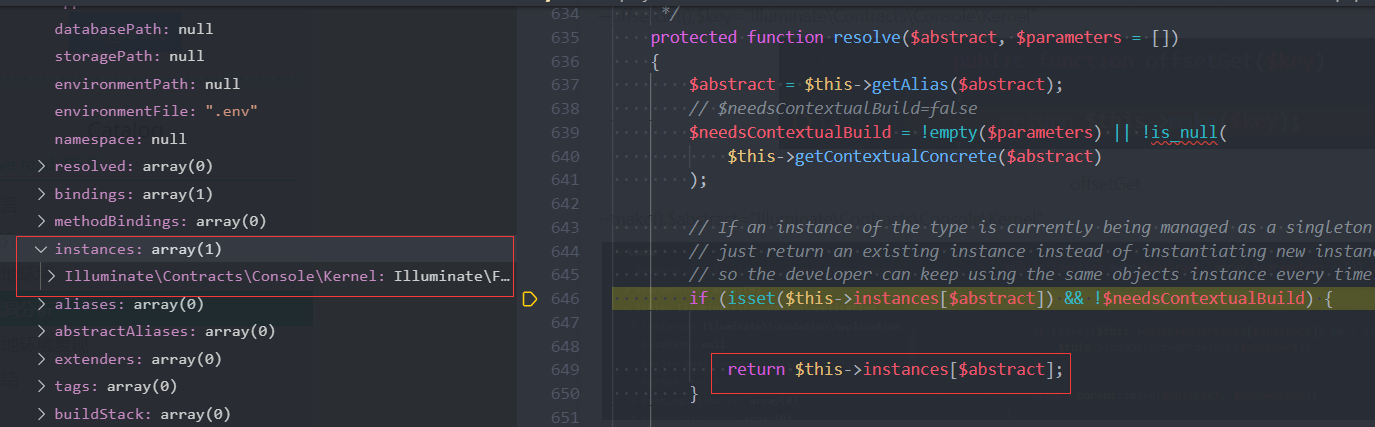 databasePath: null
storagePath: null
environmentPath: null
environmentFile: ".env"
namespace: null
resolved: array(0)
bindings: array(1)
methodBindings: array(0)
instances: array(1)
Illuminate\Contracts\Console\Kernel: Illuminate\F…
aliases: array(0)
abstractAliases: array(0)
extenders: array(0)
tags: array(0)
buildStack: array(0)
634 */
635 protected function resolve($abstract, $parameters = [])
636 {
637 $abstract = $this->getAlias($abstract);
638 // $needsContextualBuild=false
639 $needsContextualBuild = !empty($parameters) || !is_null(
640 $this->getContextualConcrete($abstract)
641 );
642
643 // If an instance of the type is currently being managed as a singleton
644 // just return an existing instance instead of instantiating new instanc
645 // so the developer can keep using the same objects instance every time
646 if (isset($this->instances[$abstract]) && !$needsContextualBuild) {
647
648
649 return $this->instances[$abstract];
650 }
651